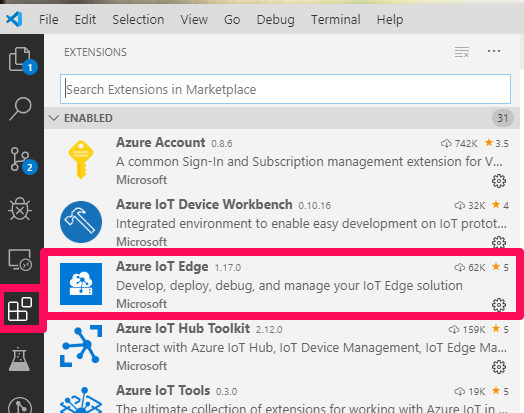 File Edit Selection View Go Debug Terminal Help
EXTENSIONS
1
Search Extensions in Marketplace
ENABLED 31
Azure Account 0.8.6 742K 3.5
A common Sign-In and Subscription management extension for V...
Microsoft
2
Azure IoT Device Workbench 0.10.16 32K 4
Integrated environment to enable easy development on IoT protot...
Microsoft
Azure IoT Edge 1.17.0 62K 5
Develop, deploy, debug, and manage your IoT Edge solution
Microsoft
Azure IoT Hub Toolkit 2.12.0 159K 5
Interact with Azure IoT Hub, IoT Device Management, IoT Edge Ma...
Microsoft
Azure IoT Tools 0.3.0 19K 5
The ultimate collection of extensions for working with Azure IoT in ...